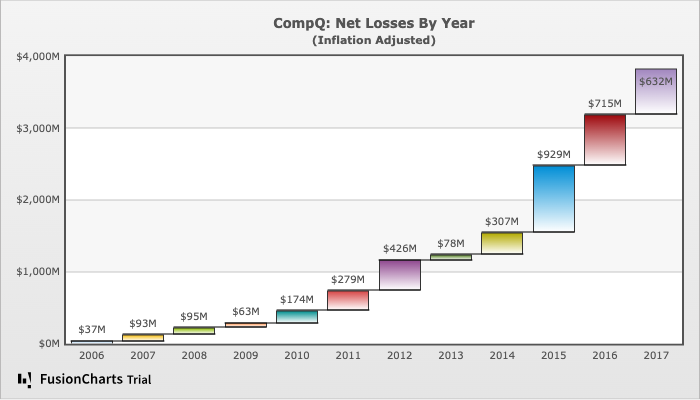 CompQ: Net Losses By Year
(Inflation Adjusted)
$4,000M
$3,000M
$2,000M
$1,000M
$0M
$37M
$93M
$95M
$63M
$174M
$279M
$426M
$78M
$307M
$929M
$715M
$632M
2006 2007 2008 2009 2010 2011 2012 2013 2014 2015 2016 2017
FusionCharts Trial